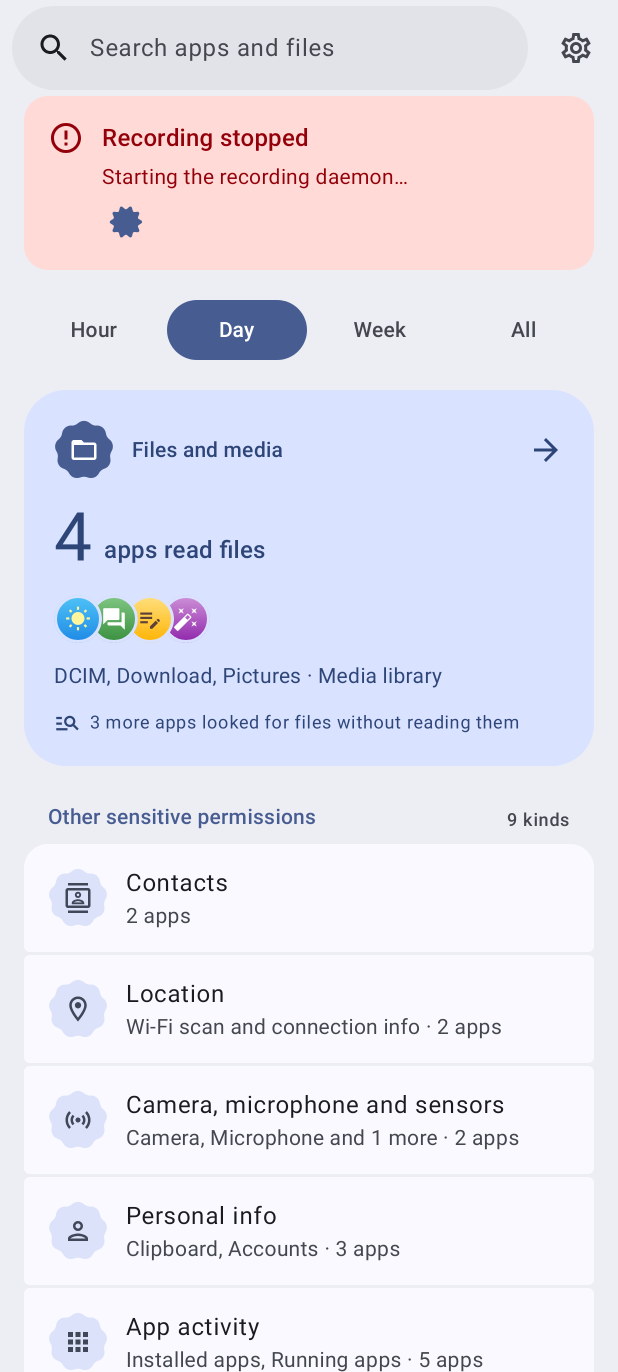 Search apps and files
Recording stopped
Starting the recording daemon…
Hour
Day
Week
All
Files and media
4 apps read files
DCIM, Download, Pictures · Media library
3 more apps looked for files without reading them
Other sensitive permissions
9 kinds
Contacts
2 apps
Location
Wi-Fi scan and connection info · 2 apps
Camera, microphone and sensors
Camera, Microphone and 1 more · 2 apps
Personal info
Clipboard, Accounts · 3 apps
App activity
Installed apps, Running apps · 5 apps